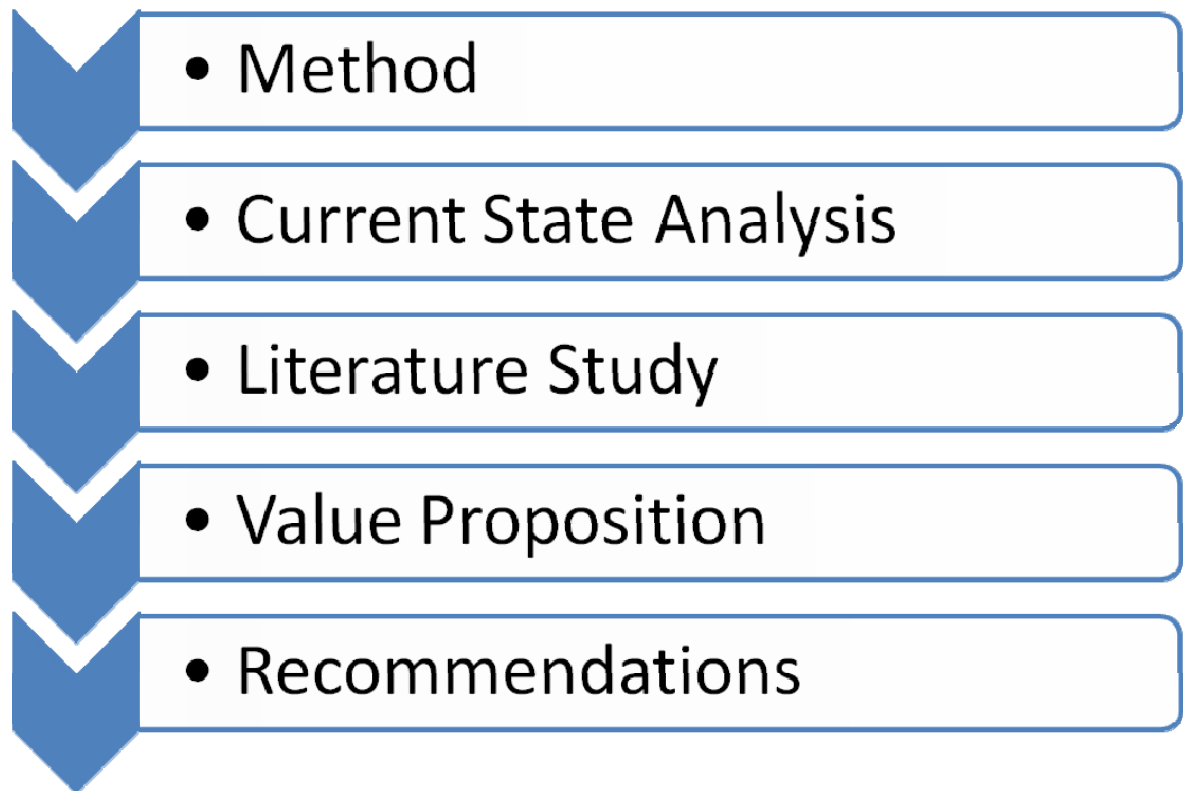 • Method
• Current State Analysis
• Literature Study
• Value Proposition
• Recommendations